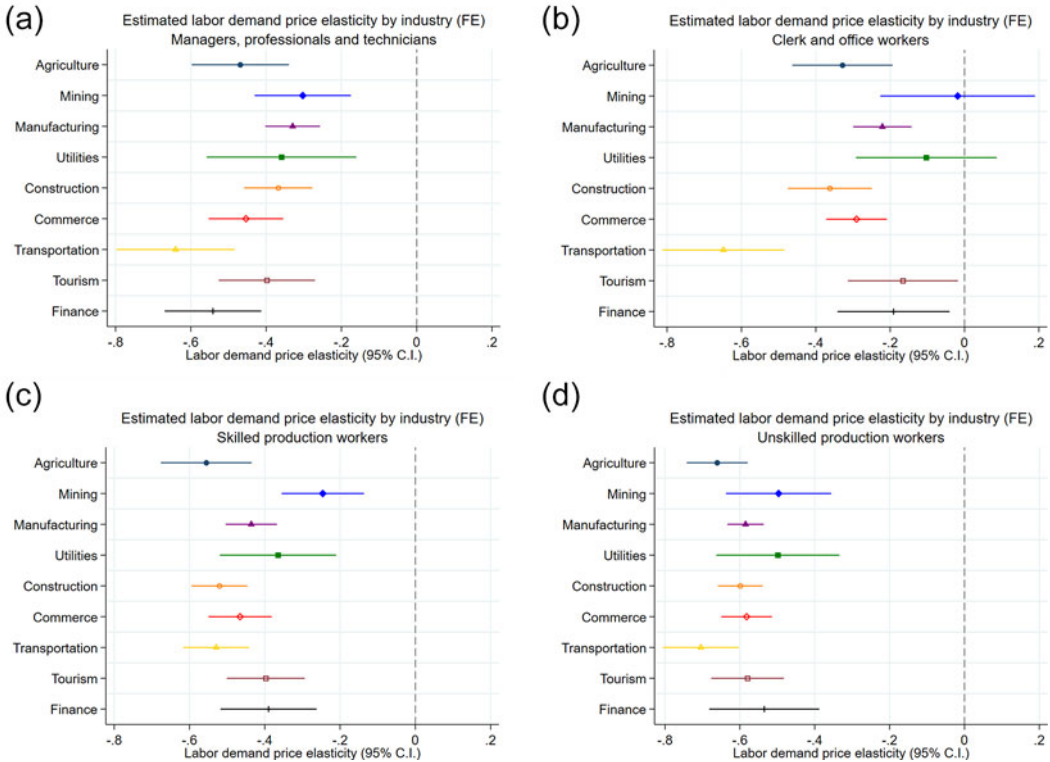 (a)
Estimated labor demand price elasticity by industry (FE)
Managers, professionals and technicians
Agriculture
Mining
Manufacturing
Utilities
Construction
Commerce
Transportation
Tourism
Finance
-.8 -.6 -.4 -.2 0 .2
Labor demand price elasticity (95% C.I.)
(b)
Estimated labor demand price elasticity by industry (FE)
Clerk and office workers
Agriculture
Mining
Manufacturing
Utilities
Construction
Commerce
Transportation
Tourism
Finance
-.8 -.6 -.4 -.2 0 .2
Labor demand price elasticity (95% C.I.)
(c)
Estimated labor demand price elasticity by industry (FE)
Skilled production workers
Agriculture
Mining
Manufacturing
Utilities
Construction
Commerce
Transportation
Tourism
Finance
-.8 -.6 -.4 -.2 0 .2
Labor demand price elasticity (95% C.I.)
(d)
Estimated labor demand price elasticity by industry (FE)
Unskilled production workers
Agriculture
Mining
Manufacturing
Utilities
Construction
Commerce
Transportation
Tourism
Finance
-.8 -.6 -.4 -.2 0 .2
Labor demand price elasticity (95% C.I.)